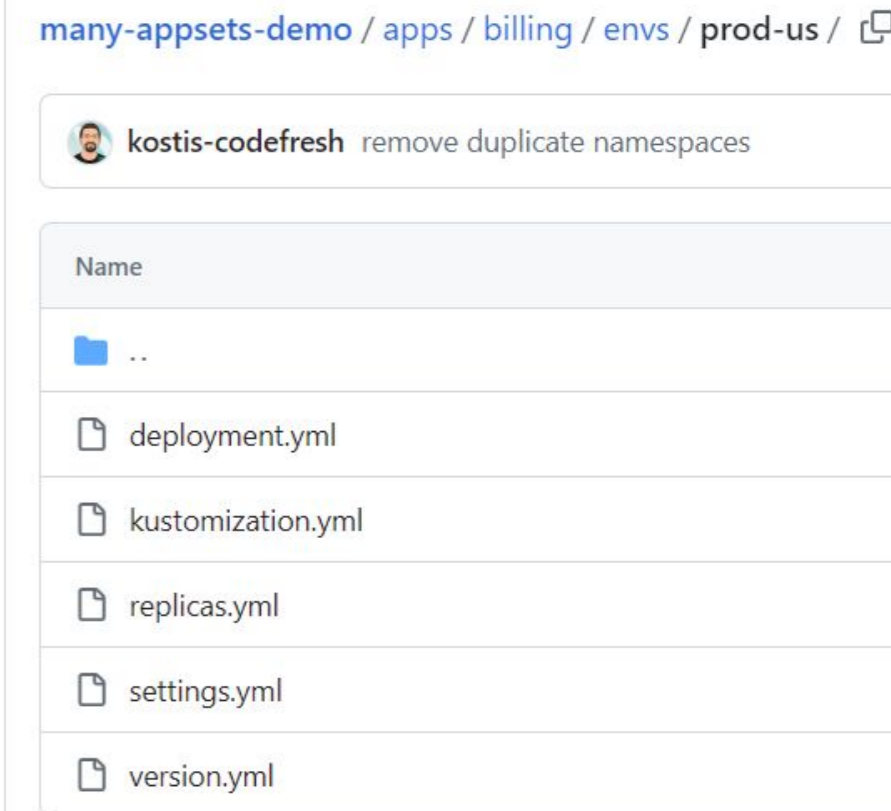 many-appsets-demo / apps / billing / envs / prod-us /
kostis-codefresh remove duplicate namespaces
Name
..
deployment.yml
kustomization.yml
replicas.yml
settings.yml
version.yml